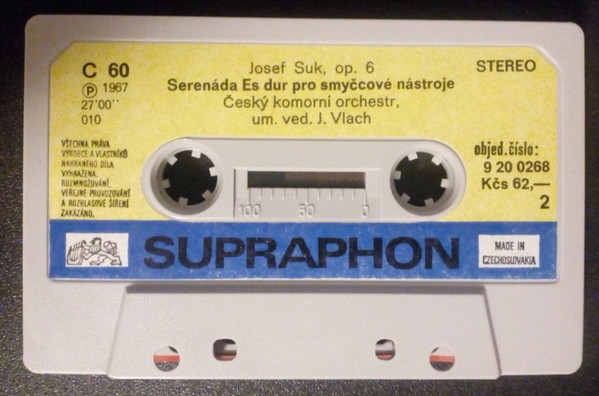 C 60
Ⓟ 1967
27'00''
010
Josef Suk, op. 6
Serenáda Es dur pro smyčcové nástroje
Český komorní orchestr,
um. ved. J. Vlach
STEREO
VŠECHNA PRÁVA
VÝROBCE A VLASTNÍKŮ
NAHRANÉHO DÍLA
VYHRAŽENA.
ROZMNOŽOVÁNÍ,
VEŘEJNÉ PROVOZOVÁNÍ
A ROZHLASOVÉ ŠÍŘENÍ
ZAKÁZÁNO.
objed. číslo:
9 20 0268
Kčs 62,—
2
100 50 0
SUPRAPHON
MADE IN
CZECHOSLOVAKIA